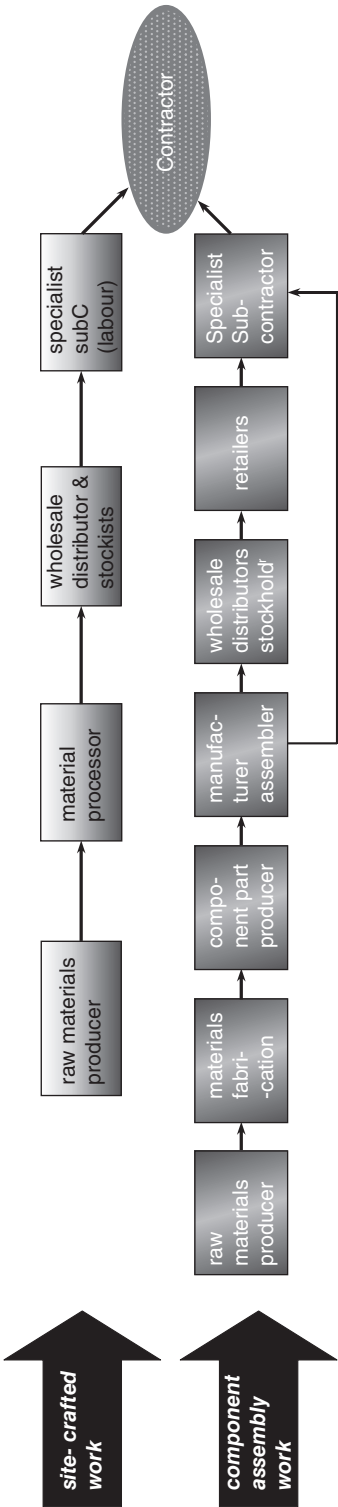 site- crafted
work
raw materials
producer
material
processor
wholesale
distributor &
stockists
specialist
subC
(labour)
Contractor
component
assembly
work
raw
materials
producer
materials
fabri-
-cation
compo-
nent part
producer
manufac-
turer
assembler
wholesale
distributors
stockholdʳ
retailers
Specialist
Sub-
contractor